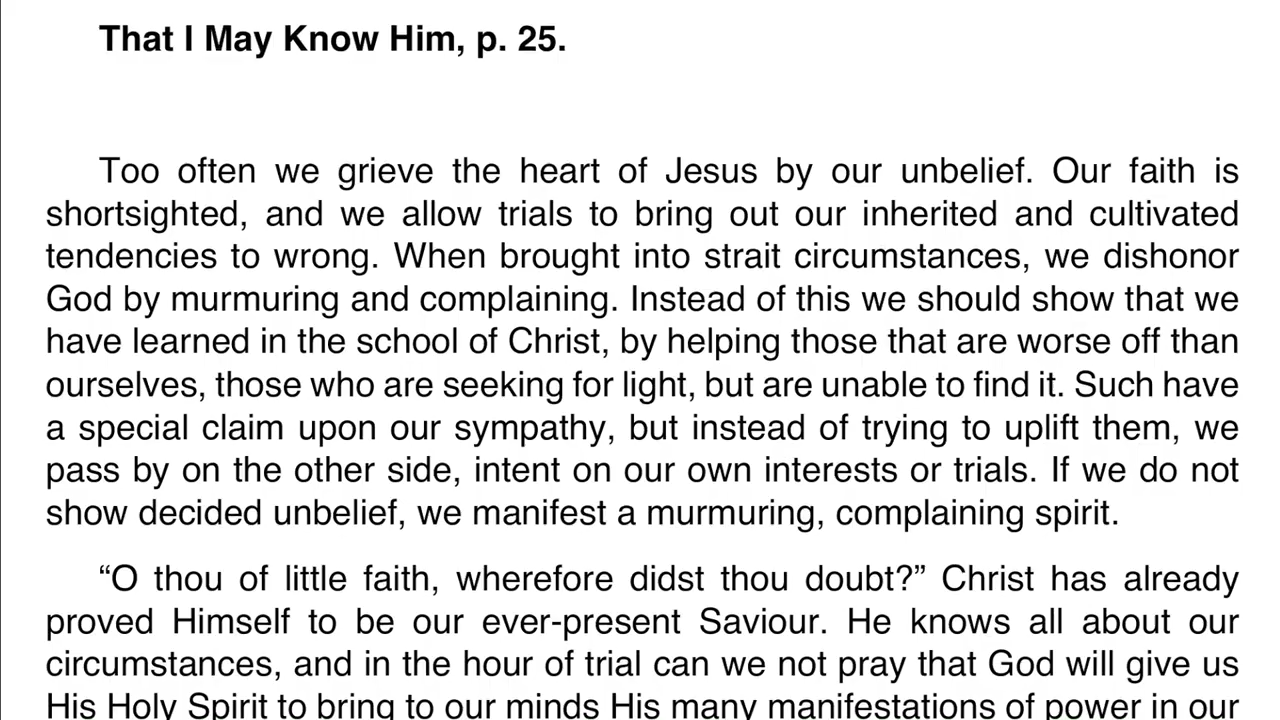 That I May Know Him, p. 25.
Too often we grieve the heart of Jesus by our unbelief. Our faith is
shortsighted, and we allow trials to bring out our inherited and cultivated
tendencies to wrong. When brought into strait circumstances, we dishonor
God by murmuring and complaining. Instead of this we should show that we
have learned in the school of Christ, by helping those that are worse off than
ourselves, those who are seeking for light, but are unable to find it. Such have
a special claim upon our sympathy, but instead of trying to uplift them, we
pass by on the other side, intent on our own interests or trials. If we do not
show decided unbelief, we manifest a murmuring, complaining spirit.
“O thou of little faith, wherefore didst thou doubt?” Christ has already
proved Himself to be our ever-present Saviour. He knows all about our
circumstances, and in the hour of trial can we not pray that God will give us
His Holy Spirit to bring to our minds His many manifestations of power in our